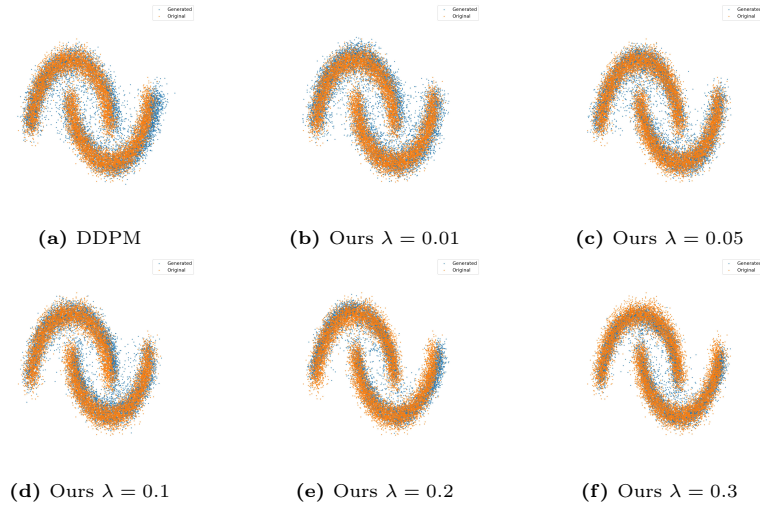 Generated
Original
Generated
Original
Generated
Original
(a) DDPM
(b) Ours λ = 0.01
(c) Ours λ = 0.05
Generated
Original
Generated
Original
Generated
Original
(d) Ours λ = 0.1
(e) Ours λ = 0.2
(f) Ours λ = 0.3